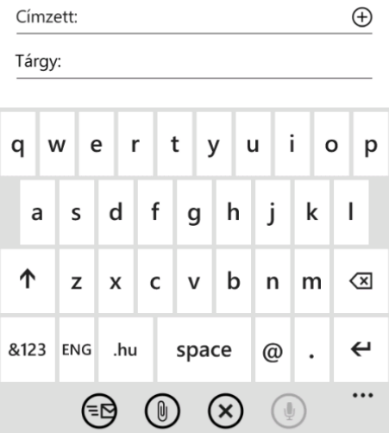 Címzett:
Tárgy:
q w e r t y u i o p
a s d f g h j k l
z x c v b n m
&123 ENG .hu space @ .